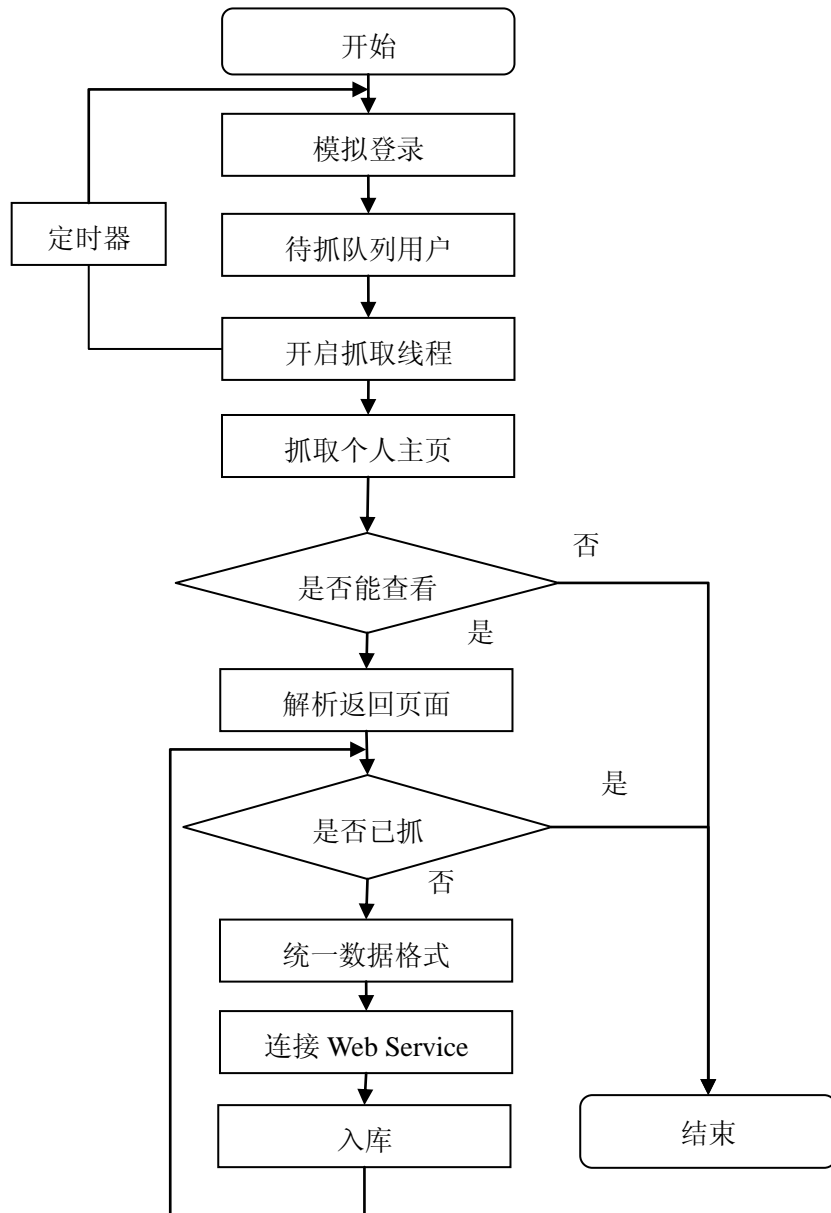 开始
模拟登录
定时器
待抓队列用户
开启抓取线程
抓取个人主页
否
是否能查看
是
解析返回页面
是
是否已抓
否
统一数据格式
连接 Web Service
入库
结束